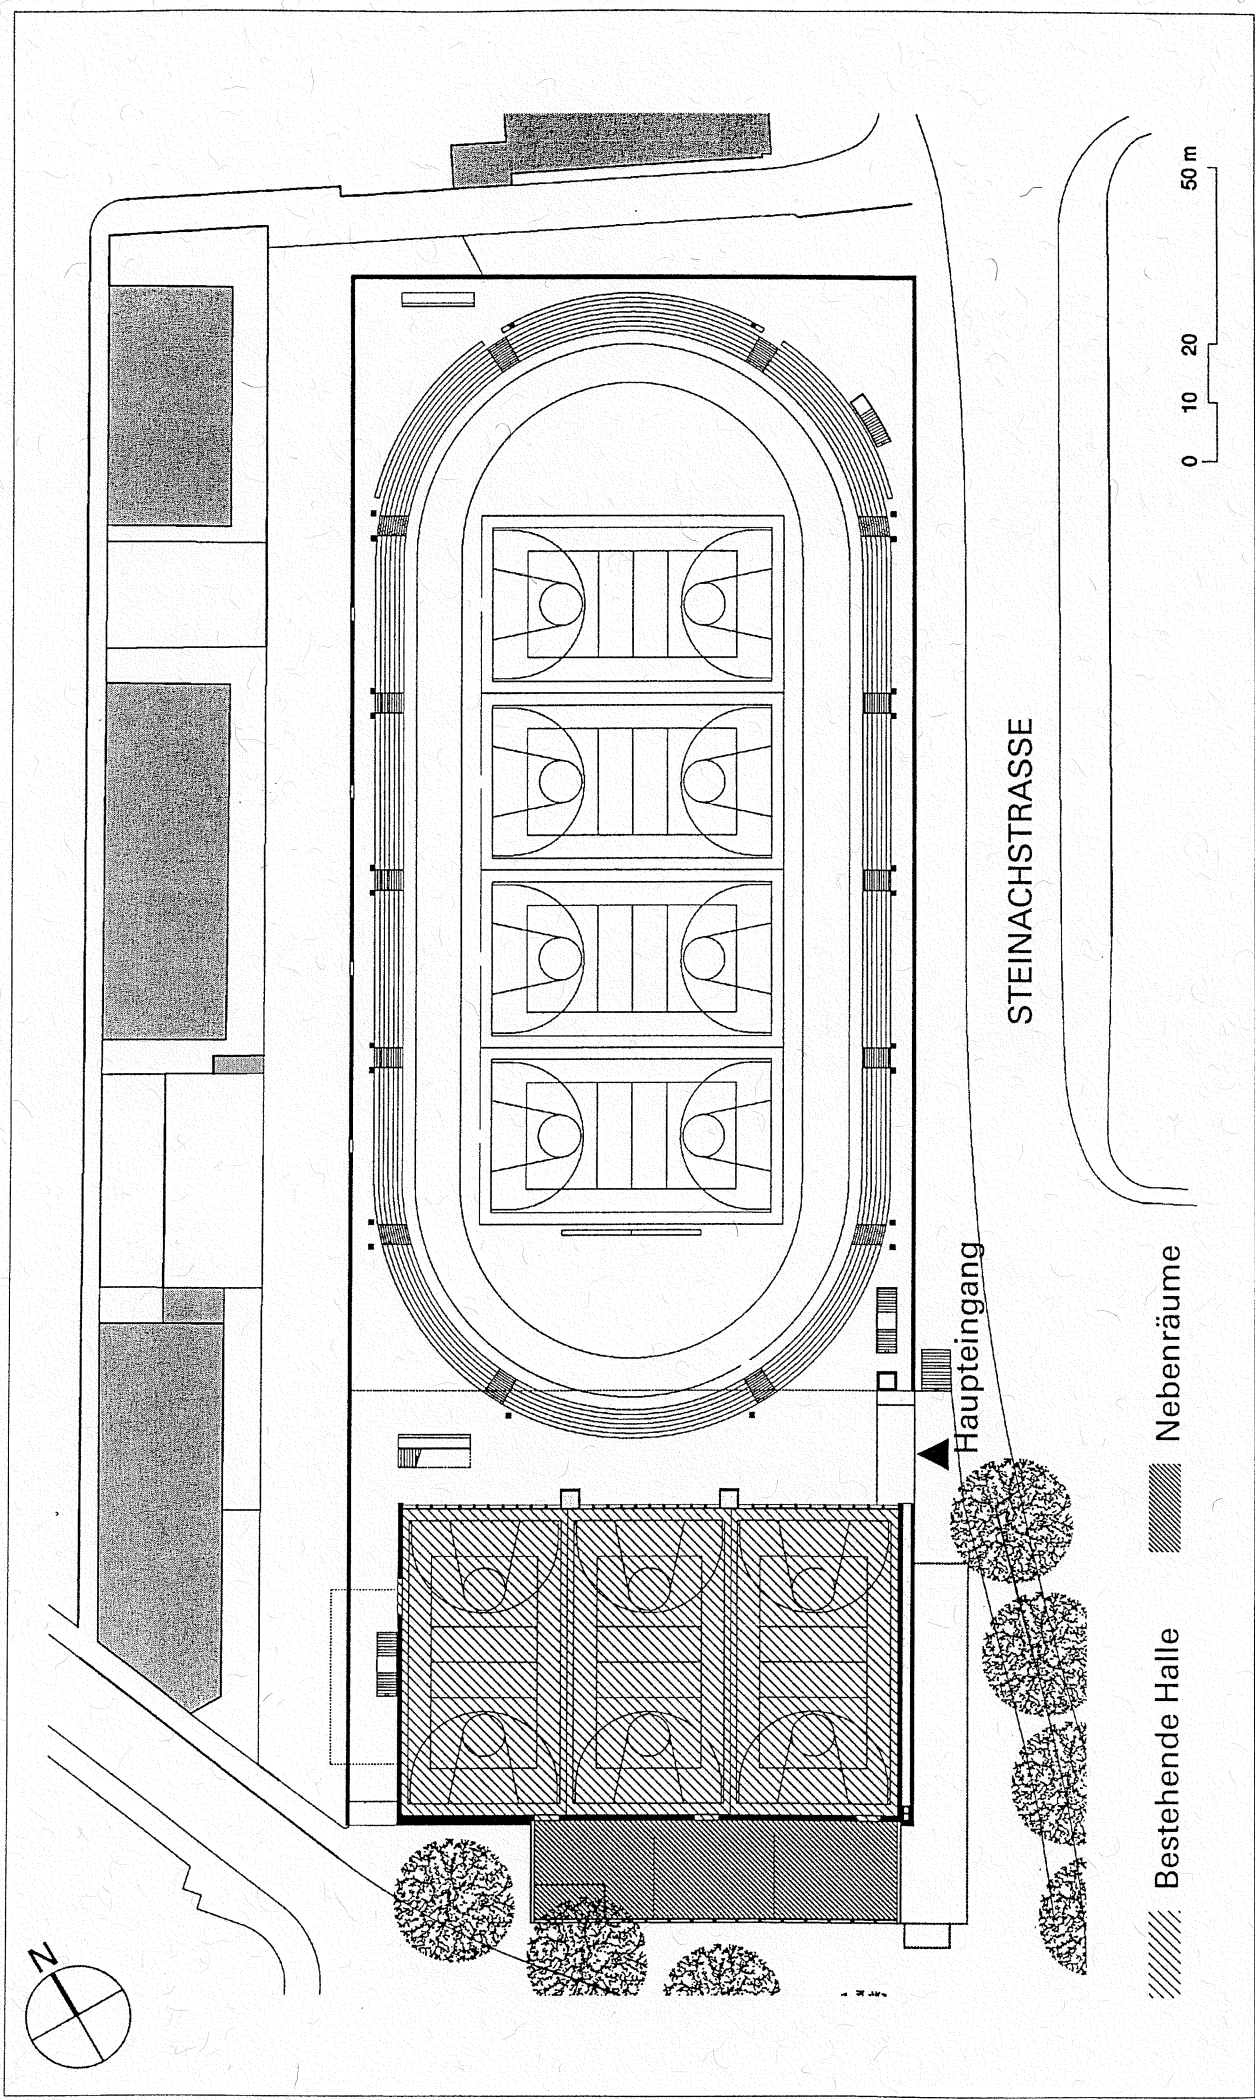 N
STEINACHSTRASSE
Haupteingang
0 10 20 50 m
Bestehende Halle
Nebenräume